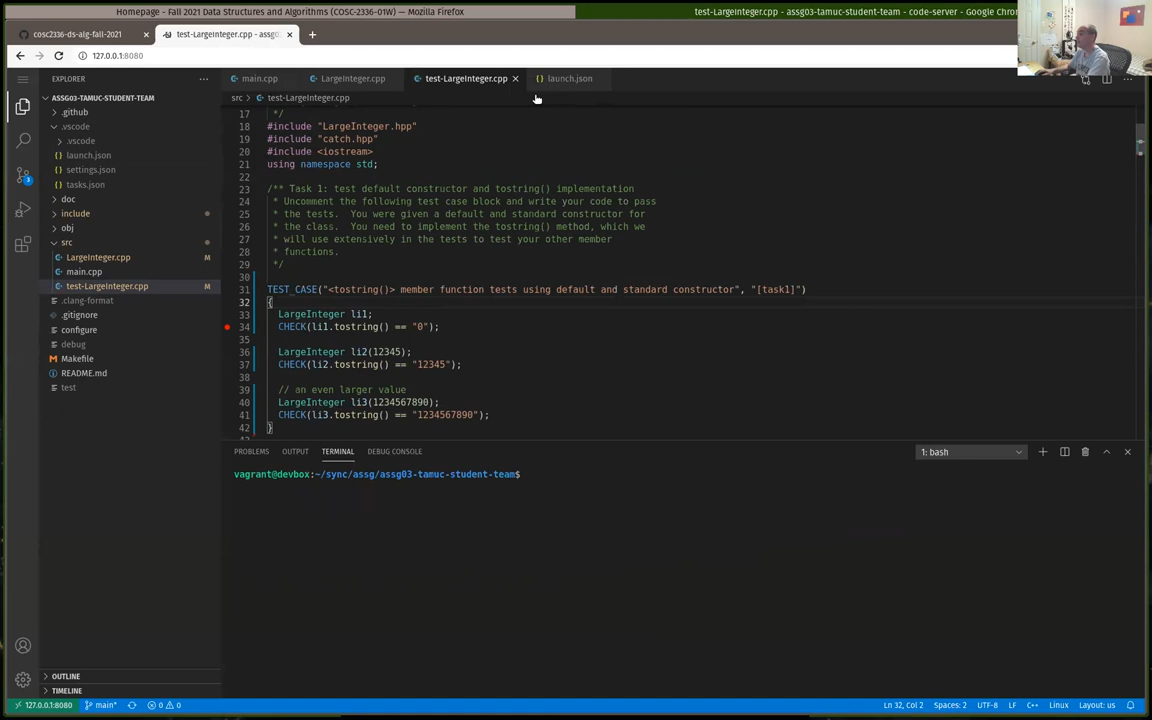 Homepage - Fall 2021 Data Structures and Algorithms (COSC-2336-01W) — Mozilla Firefox
test-LargeInteger.cpp - assg03-tamuc-student-team - code-server - Google Chro
cosc2336-ds-alg-fall-2021
test-LargeInteger.cpp - assg0
127.0.0.1:8080
EXPLORER
main.cpp
LargeInteger.cpp
test-LargeInteger.cpp
launch.json
ASSG03-TAMUC-STUDENT-TEAM
src > test-LargeInteger.cpp
.github
.vscode
.vscode
launch.json
settings.json
tasks.json
doc
include
obj
src
LargeInteger.cpp M
main.cpp
test-LargeInteger.cpp M
.clang-format
.gitignore
configure
debug
Makefile
README.md
test
OUTLINE
TIMELINE
3
17 */
18 #include "LargeInteger.hpp"
19 #include "catch.hpp"
20 #include <iostream>
21 using namespace std;
22
23 /** Task 1: test default constructor and tostring() implementation
24 * Uncomment the following test case block and write your code to pass
25 * the tests.  You were given a default and standard constructor for
26 * the class.  You need to implement the tostring() method, which we
27 * will use extensively in the tests to test your other member
28 * functions.
29 */
30
31 TEST_CASE("<tostring()> member function tests using default and standard constructor", "[task1]")
32 {
33 LargeInteger li1;
34 CHECK(li1.tostring() == "0");
35
36 LargeInteger li2(12345);
37 CHECK(li2.tostring() == "12345");
38
39 // an even larger value
40 LargeInteger li3(1234567890);
41 CHECK(li3.tostring() == "1234567890");
42 }
PROBLEMS OUTPUT TERMINAL DEBUG CONSOLE
1: bash
vagrant@devbox:~/sync/assg/assg03-tamuc-student-team$
127.0.0.1:8080 main* 0 0
Ln 32, Col 2 Spaces: 2 UTF-8 LF C++ Linux Layout: us